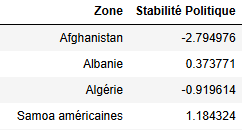 Zone Stabilité Politique
Afghanistan -2.794976
Albanie 0.373771
Algérie -0.919614
Samoa américaines 1.184324